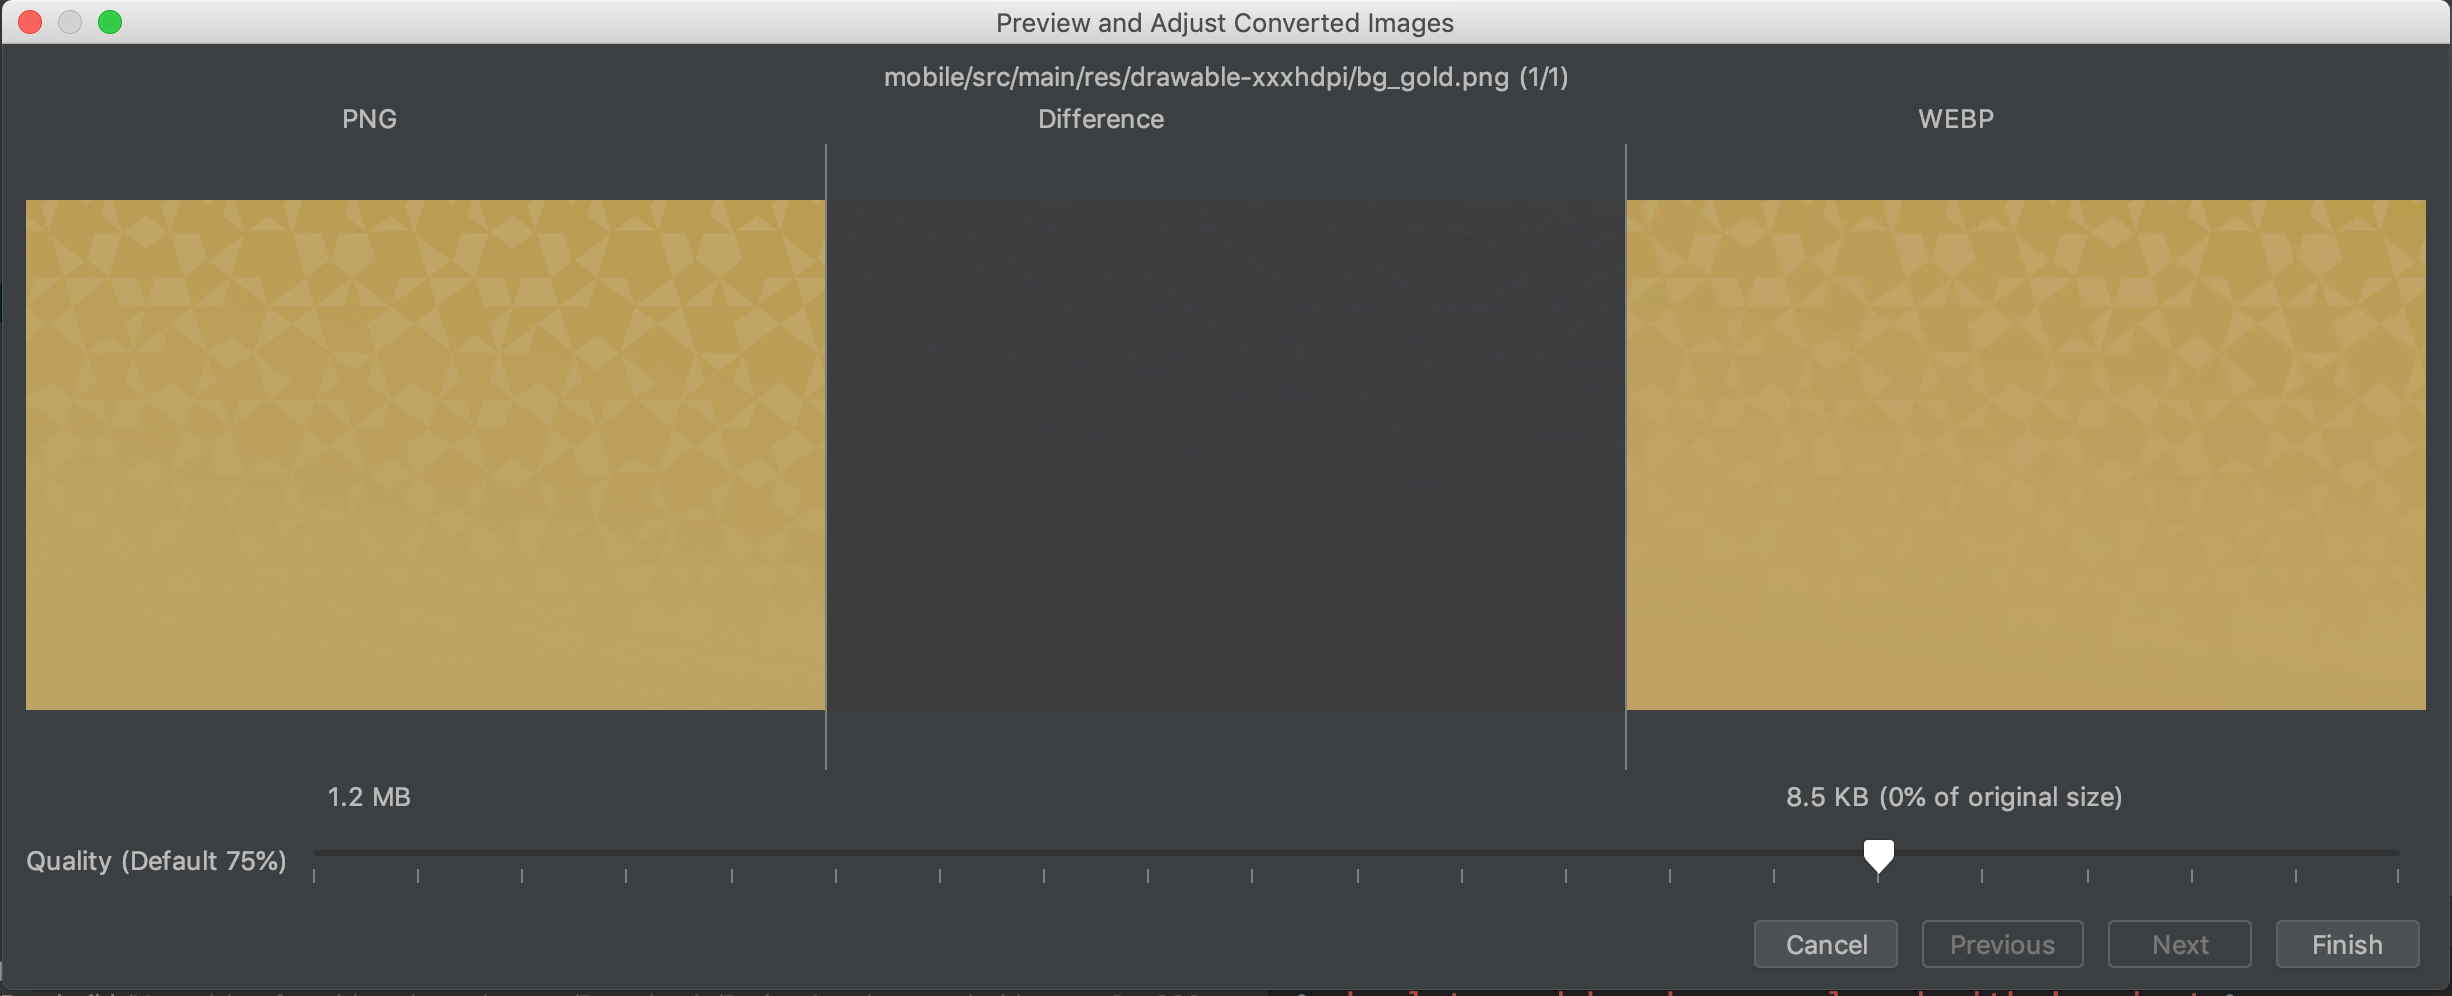 Preview and Adjust Converted Images
mobile/src/main/res/drawable-xxxhdpi/bg_gold.png (1/1)
PNG
Difference
WEBP
1.2 MB
8.5 KB (0% of original size)
Quality (Default 75%)
Cancel
Previous
Next
Finish